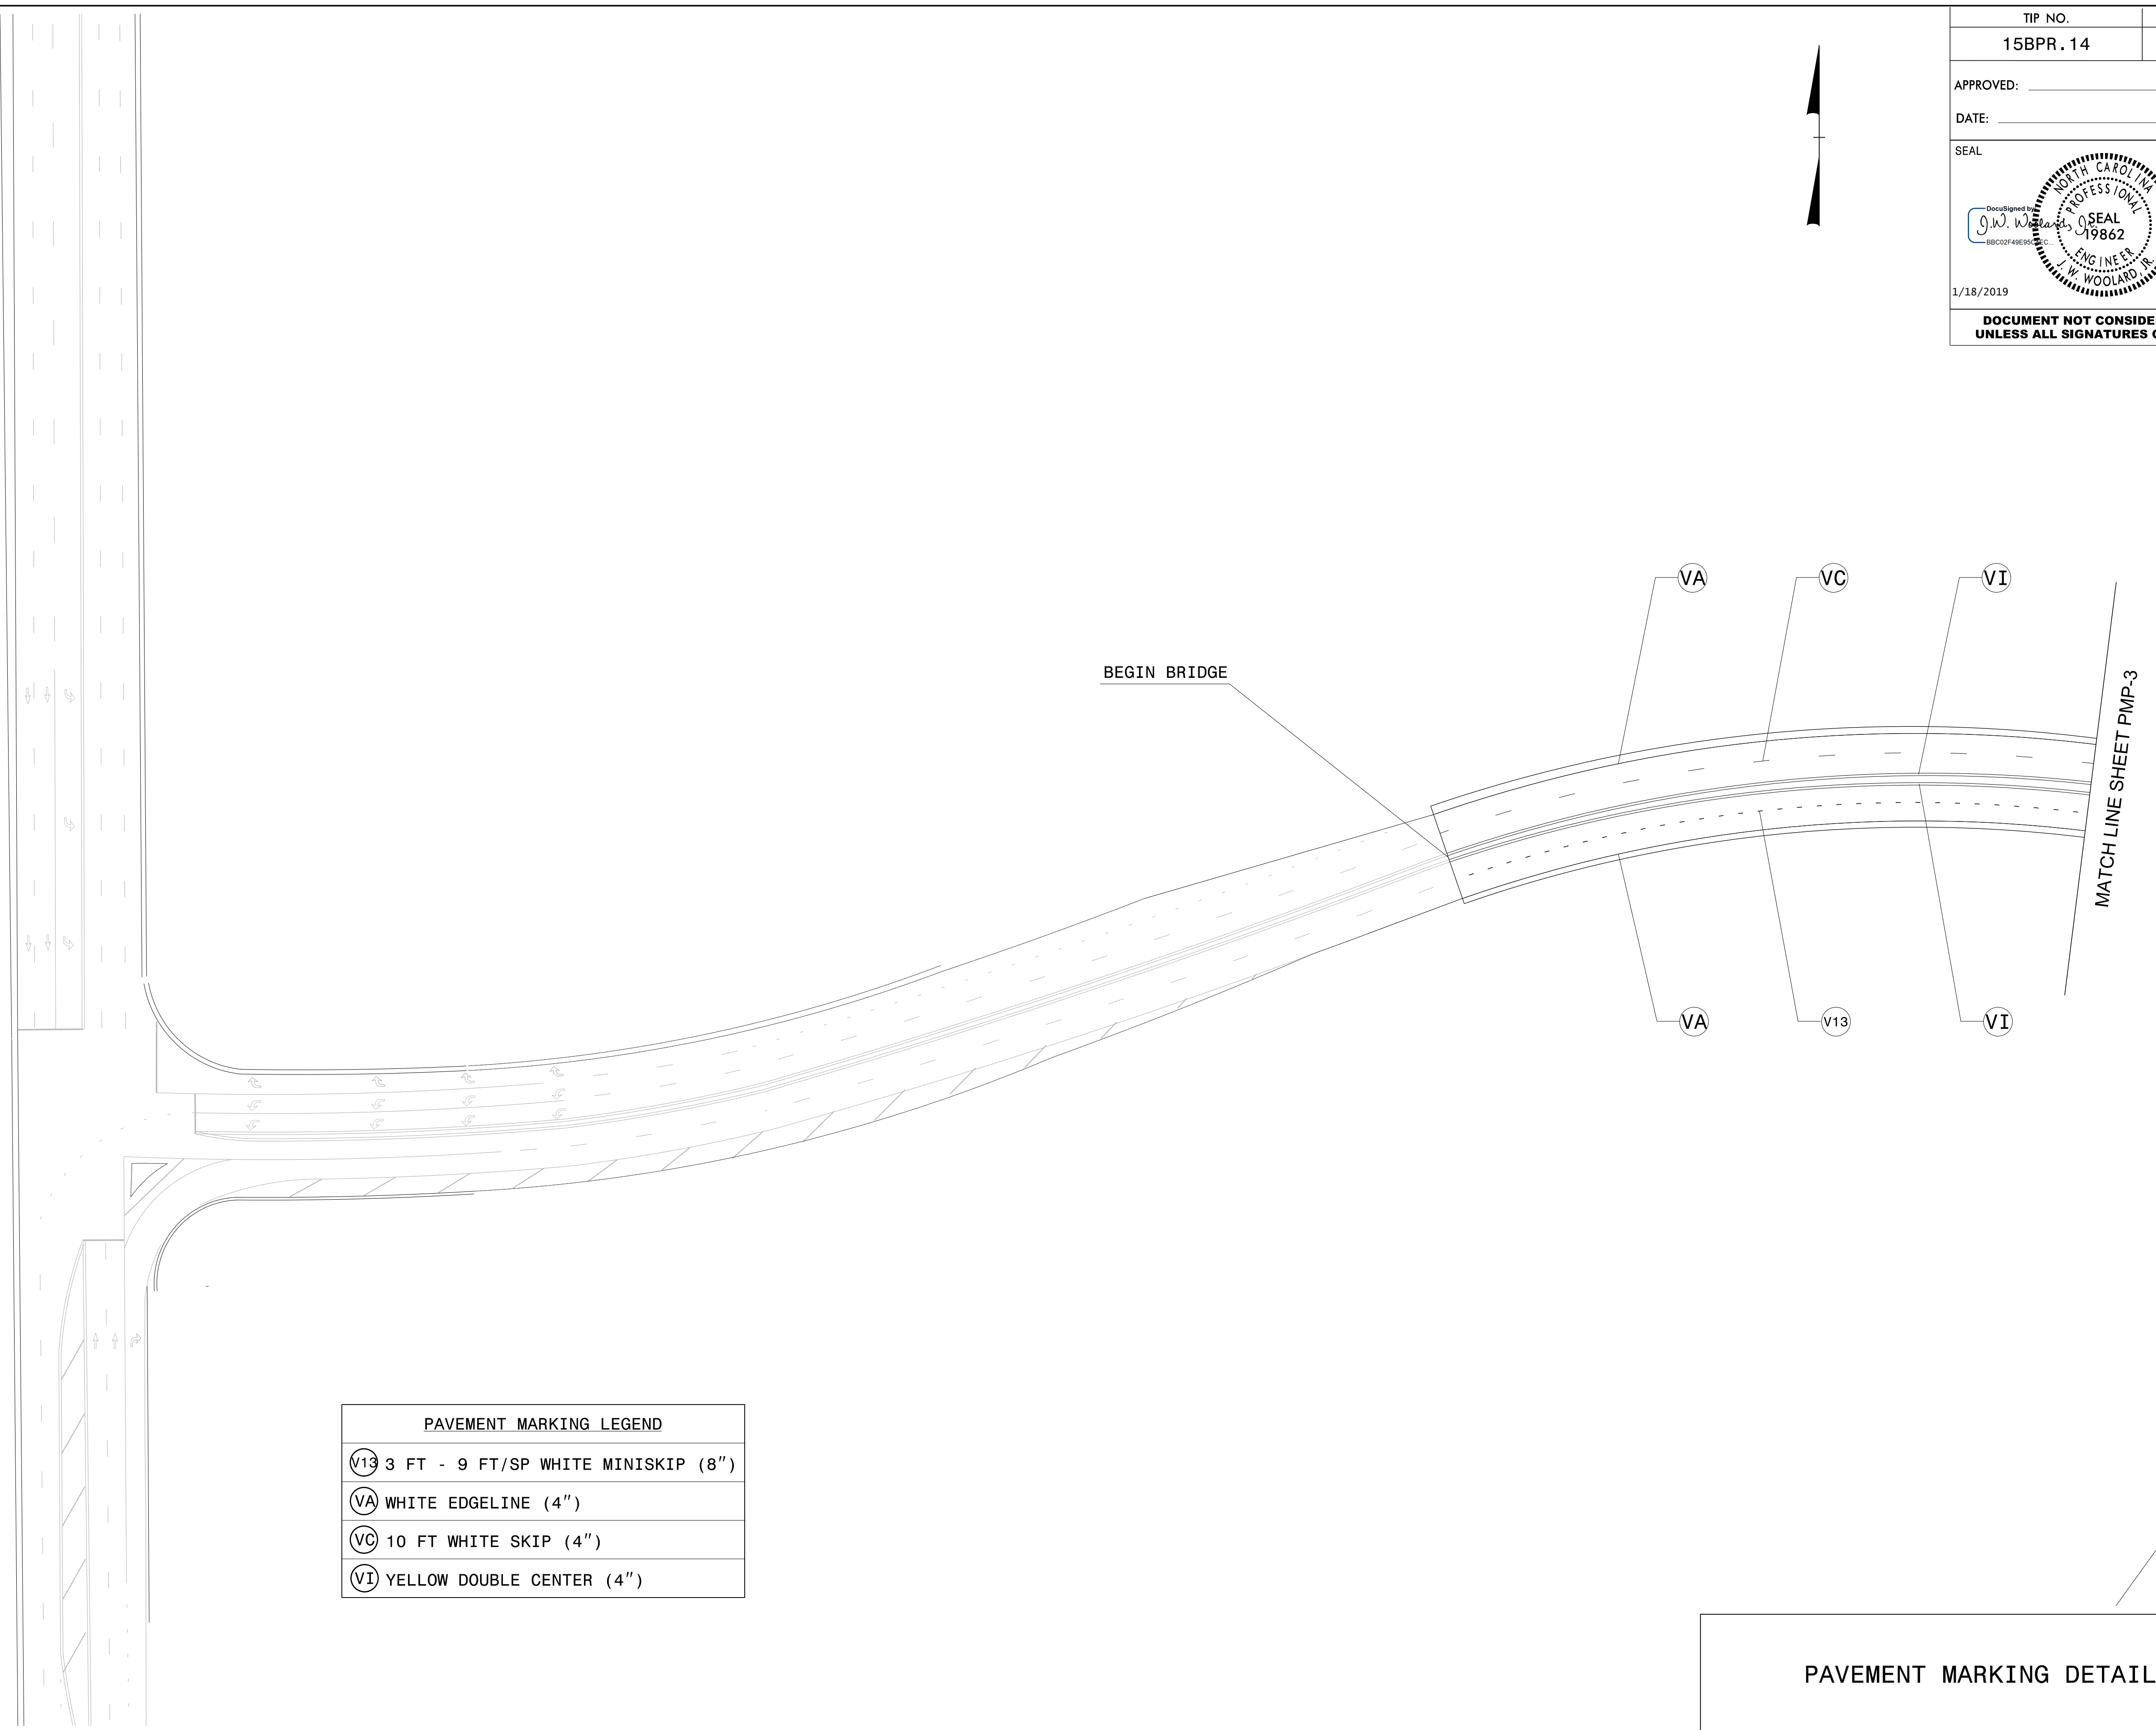 TIP NO.
15BPR.14
APPROVED:
DATE:
SEAL
NORTH CAROLINA
PROFESSIONAL
SEAL
19862
ENGINEER
J. W. WOOLARD, JR.
DocuSigned by
J.W. Woolard, Jr.
1/18/2019
DOCUMENT NOT CONSIDE
UNLESS ALL SIGNATURES
VA
VC
VI
BEGIN BRIDGE
MATCH LINE SHEET PMP-3
VA
V13
VI
PAVEMENT MARKING LEGEND
V13 3 FT - 9 FT/SP WHITE MINISKIP (8")
VA WHITE EDGELINE (4")
VC 10 FT WHITE SKIP (4")
VI YELLOW DOUBLE CENTER (4")
PAVEMENT MARKING DETAIL